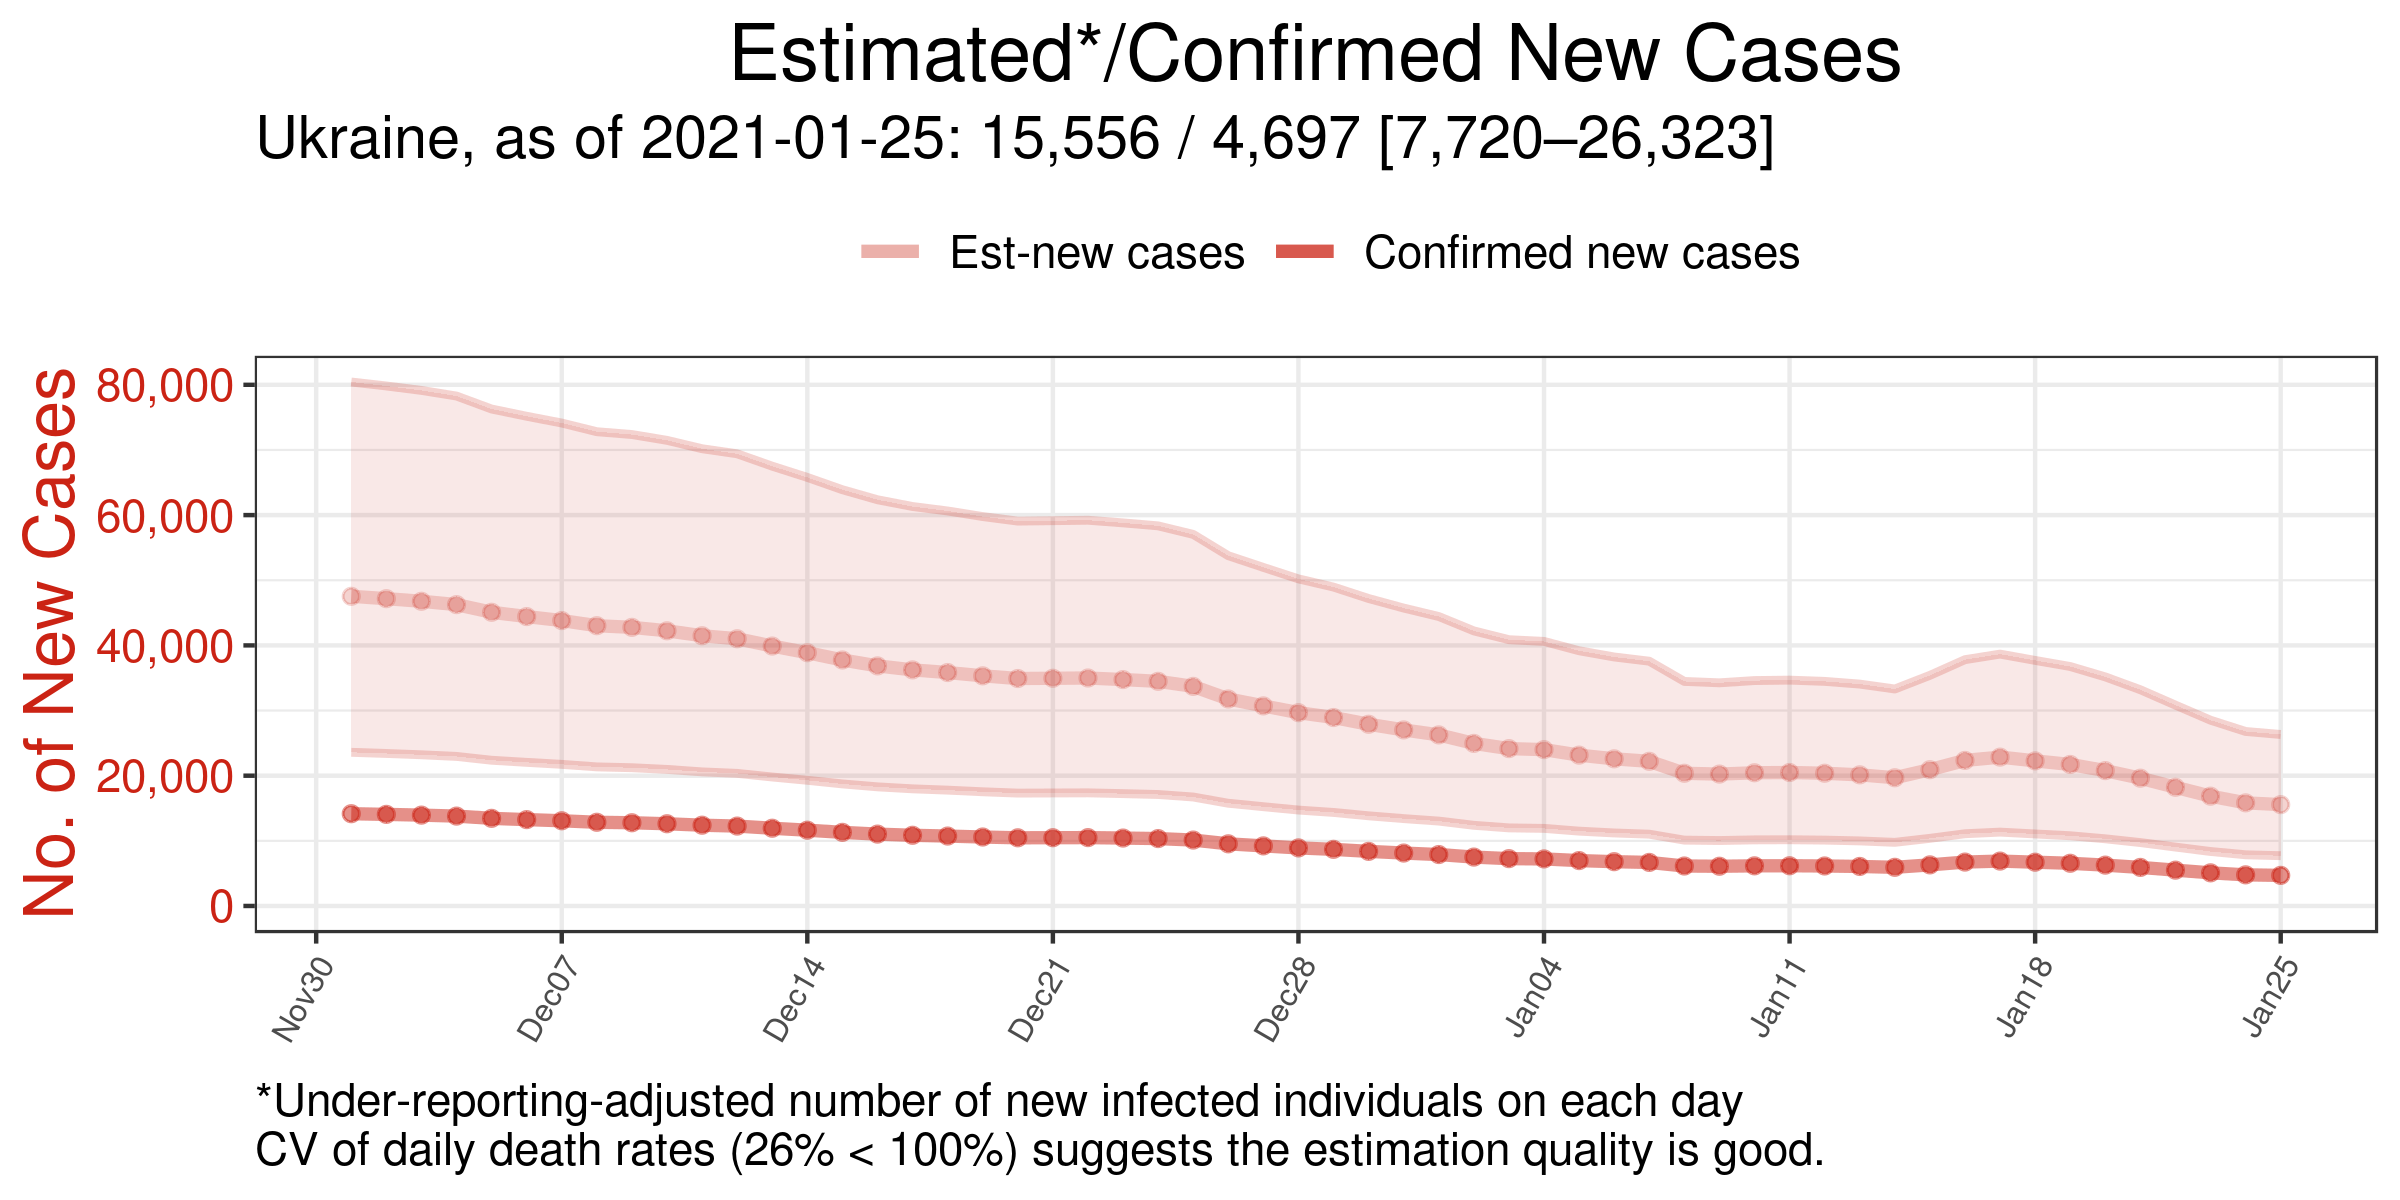 Estimated*/Confirmed New Cases
Ukraine, as of 2021-01-25: 15,556 / 4,697 [7,720–26,323]
Est-new cases
Confirmed new cases
No. of New Cases
80,000
60,000
40,000
20,000
0
Nov30
Dec07
Dec14
Dec21
Dec28
Jan04
Jan11
Jan18
Jan25
*Under-reporting-adjusted number of new infected individuals on each day
CV of daily death rates (26% < 100%) suggests the estimation quality is good.